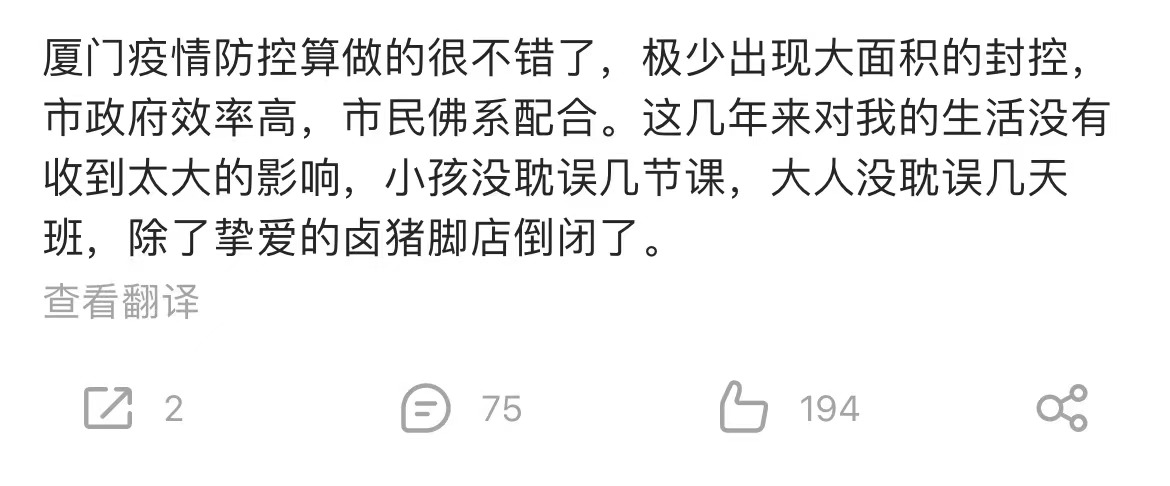 厦门疫情防控算做的很不错了，极少出现大面积的封控，
市政府效率高，市民佛系配合。这几年来对我的生活没有
收到太大的影响，小孩没耽误几节课，大人没耽误几天
班，除了挚爱的卤猪脚店倒闭了。
查看翻译
2 75 194